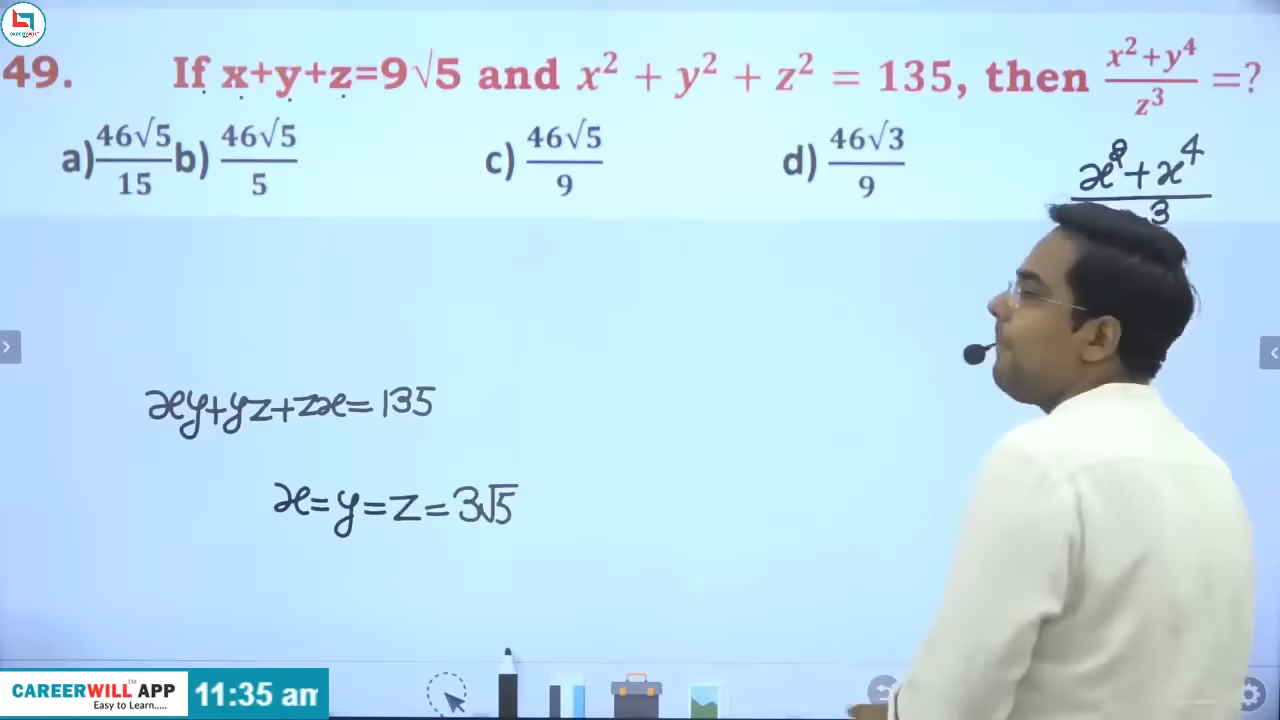 CAREERWILL
49. If x+y+z=9√5 and x² + y² + z² = 135, then (x²+y⁴)/z³ =?
a) 46√5/15 b) 46√5/5 c) 46√5/9 d) 46√3/9
x² + x⁴
3
xy+yz+zx=135
x=y=z=3√5
CAREERWILL™ APP
Easy to Learn.....
11:35 am